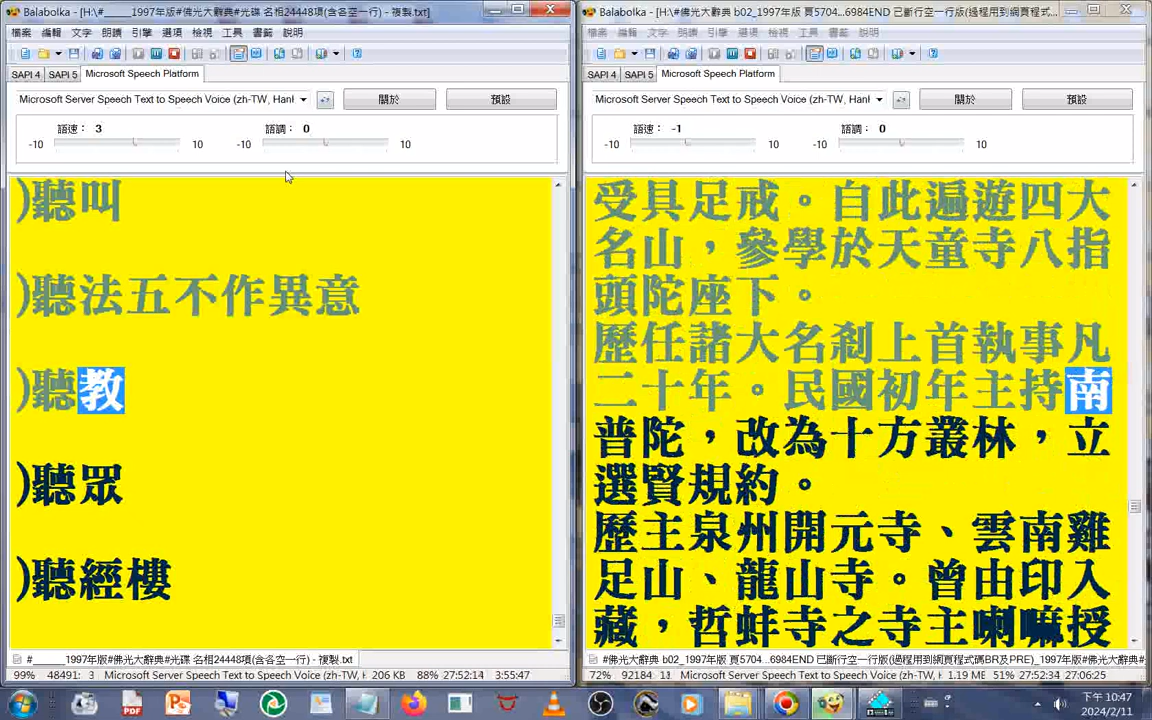 Balabolka - [H:\#_____1997年版#佛光大辭典#光碟 名相24448項(含各空一行) - 複製.txt]
檔案 編輯 文字 朗讀 引擎 選項 檢視 工具 書籤 說明
SAPI 4 SAPI 5 Microsoft Speech Platform
Microsoft Server Speech Text to Speech Voice (zh-TW, Hanl
關於 預設
語速： 3 語調： 0
-10 10 -10 10
)聽叫
)聽法五不作異意
)聽教
)聽眾
)聽經樓
#_____1997年版#佛光大辭典#光碟 名相24448項(含各空一行) - 複製.txt
99% 48491: 3 Microsoft Server Speech Text to Speech Voice (zh-TW, H 206 KB 88% 27:52:14 3:55:47
Balabolka - [H:\#佛光大辭典 b02_1997年版 頁5704...6984END 已斷行空一行版(過程用到網頁程式...
檔案 編輯 文字 朗讀 引擎 選項 檢視 工具 書籤 說明
SAPI 4 SAPI 5 Microsoft Speech Platform
Microsoft Server Speech Text to Speech Voice (zh-TW, Hanl
關於 預設
語速： -1 語調： 0
-10 10 -10 10
受具足戒。自此遍遊四大
名山，參學於天童寺八指
頭陀座下。
歷任諸大名剎上首執事凡
二十年。民國初年主持南
普陀，改為十方叢林，立
選賢規約。
歷主泉州開元寺、雲南雞
足山、龍山寺。曾由印入
藏，哲蚌寺之寺主喇嘛授
#佛光大辭典 b02_1997年版 頁5704...6984END 已斷行空一行版(過程用到網頁程式碼BR及PRE)_1997年版#佛光大辭典#
72% 92184 Microsoft Server Speech Text to Speech Voice (zh-TW, H 1.19 ME 51% 27:52:34 27:06:25
下午 10:47
2024/2/11